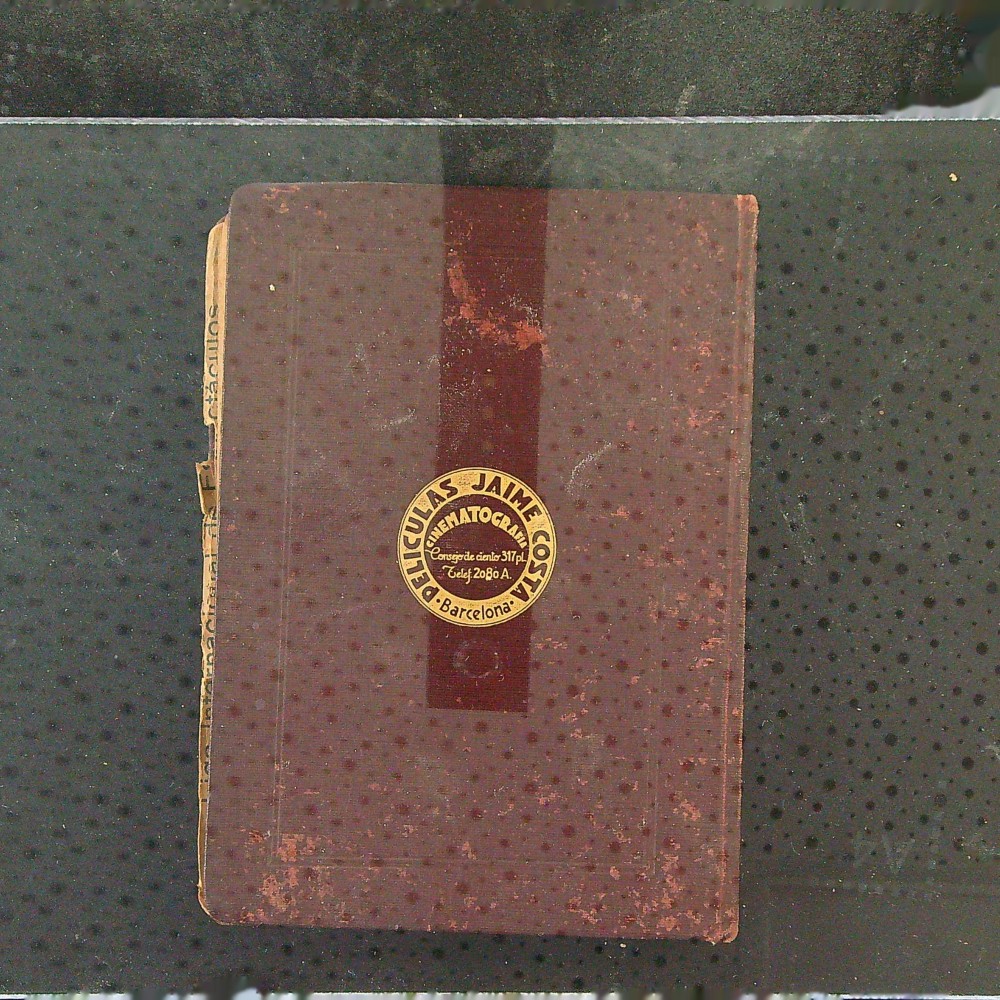 PELICULAS JAIME COSTA
CINEMATOGRAFIA
Consejo de ciento 317 pl.
Telef. 2080 A.
·Barcelona·